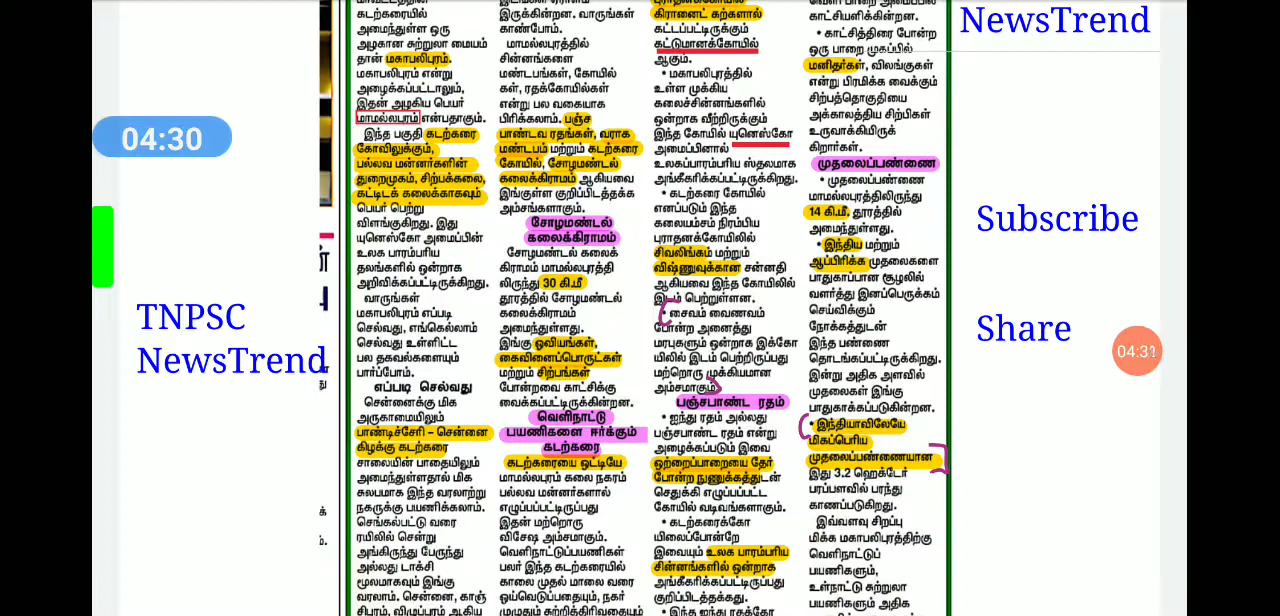 NewsTrend
04:30
TNPSC
NewsTrend
Subscribe
Share
04:31
கடற்கரையில்
அமைந்துள்ள ஒரு
அழகான சுற்றுலா மையம்
தான் மகாபலிபுரம்.
மகாபலிபுரம் என்று
அழைக்கப்பட்டாலும்,
இதன் அழகிய பெயர்
மாமல்லபுரம் என்பதாகும்.
இந்த பகுதி கடற்கரை
கோவிலுக்கும்,
பல்லவ மன்னர்களின்
துறைமுகம், சிற்பக்கலை,
கட்டிடக் கலைக்காகவும்
பெயர் பெற்று
விளங்குகிறது. இது
யுனெஸ்கோ அமைப்பின்
உலக பாரம்பரிய
தலங்களில் ஒன்றாக
அறிவிக்கப்பட்டிருக்கிறது.
வாருங்கள்
மகாபலிபுரம் எப்படி
செல்வது, எங்கெல்லாம்
செல்வது உள்ளிட்ட
பல தகவல்களையும்
பார்ப்போம்.
எப்படி செல்வது
சென்னைக்கு மிக
அருகாமையிலும்
பாண்டிச்சேரி - சென்னை
கிழக்கு கடற்கரை
சாலையின் பாதையிலும்
அமைந்துள்ளதால் மிக
சுலபமாக இந்த வரலாற்று
நகருக்கு பயணிக்கலாம்.
செங்கல்பட்டு வரை
ரயிலில் சென்று
அங்கிருந்து பேருந்து
அல்லது டாக்சி
மூலமாகவும் இங்கு
வரலாம். சென்னை, காஞ்
சிபுரம், விழுப்புரம் ஆகிய
இருக்கின்றன. வாருங்கள்
காண்போம்.
மாமல்லபுரத்தில்
சின்னங்களை
மண்டபங்கள், கோயில்
கள், ரதக்கோயில்கள்
என்று பல வகையாக
பிரிக்கலாம். பஞ்ச
பாண்டவ ரதங்கள், வராக
மண்டபம் மற்றும் கடற்கரை
கோயில், சோழமண்டல்
கலைக்கிராமம் ஆகியவை
இங்குள்ள குறிப்பிடத்தக்க
அம்சங்களாகும்.
சோழமண்டல்
கலைக்கிராமம்
சோழமண்டல் கலைக்
கிராமம் மாமல்லபுரத்தி
லிருந்து 30 கி.மீ
தூரத்தில் சோழமண்டல்
கலைக்கிராமம்
அமைந்துள்ளது.
இங்கு ஓவியங்கள்,
கைவினைப்பொருட்கள்
மற்றும் சிற்பங்கள்
போன்றவை காட்சிக்கு
வைக்கப்பட்டிருக்கின்றன.
வெளிநாட்டு
பயணிகளை ஈர்க்கும்
கடற்கரை
கடற்கரையை ஒட்டியே
மாமல்லபுரம் கலை நகரம்
பல்லவ மன்னர்களால்
எழுப்பப்பட்டிருப்பது
இதன் மற்றொரு
விசேஷ அம்சமாகும்.
வெளிநாட்டுப்பயணிகள்
பலர் இந்த கடற்கரையில்
காலை முதல் மாலை வரை
ஓய்வெடுப்பதையும், நகர்
முழுதும் சுற்றித்திரிவதையும்
புராதனக்கோயில்
கிரானைட் கற்களால்
கட்டப்பட்டிருக்கும்
கட்டுமானக்கோயில்
ஆகும்.
• மகாபலிபுரத்தில்
உள்ள முக்கிய
கலைச்சின்னங்களில்
ஒன்றாக வீற்றிருக்கும்
இந்த கோயில் யுனெஸ்கோ
அமைப்பினால்
உலகப்பாரம்பரிய ஸ்தலமாக
அங்கீகரிக்கப்பட்டிருக்கிறது.
• கடற்கரை கோயில்
எனப்படும் இந்த
கலையம்சம் நிரம்பிய
புராதனக்கோயிலில்
சிவலிங்கம் மற்றும்
விஷ்ணுவுக்கான சன்னதி
ஆகியவை இந்த கோயிலில்
இடம் பெற்றுள்ளன.
• சைவம் வைணவம்
போன்ற அனைத்து
மரபுகளும் ஒன்றாக இக்கோ
யிலில் இடம் பெற்றிருப்பது
மற்றொரு முக்கியமான
அம்சமாகும்.
பஞ்சபாண்ட ரதம்
• ஐந்து ரதம் அல்லது
பஞ்சபாண்ட ரதம் என்று
அழைக்கப்படும் இவை
ஒற்றைப்பாறையை தேர்
போன்ற நுணுக்கத்துடன்
செதுக்கி எழுப்பப்பட்ட
கோயில் வடிவங்களாகும்.
• கடற்கரைக்கோ
யிலைப்போன்றே
இவையும் உலக பாரம்பரிய
சின்னங்களில் ஒன்றாக
அங்கீகரிக்கப்பட்டிருப்பது
குறிப்பிடத்தக்கது.
• இந்த ஐந்து ரதக்கோ
காட்சியளிக்கின்றன.
• காட்சித்திரை போன்ற
ஒரு பாறை முகப்பில்
மனிதர்கள், விலங்குகள்
என்று பிரமிக்க வைக்கும்
சிற்பத்தொகுதியை
அக்காலத்திய சிற்பிகள்
உருவாக்கியிருக்
கிறார்கள்.
முதலைப்பண்ணை
• முதலைப்பண்ணை
மாமல்லபுரத்திலிருந்து
14 கி.மீ. தூரத்தில்
அமைந்துள்ளது.
• இந்திய மற்றும்
ஆப்பிரிக்க முதலைகளை
பாதுகாப்பான சூழலில்
வளர்த்து இனப்பெருக்கம்
செய்விக்கும்
நோக்கத்துடன்
இந்த பண்ணை
தொடங்கப்பட்டிருக்கிறது.
இன்று அதிக அளவில்
முதலைகள் இங்கு
பாதுகாக்கப்படுகின்றன.
• இந்தியாவிலேயே
மிகப்பெரிய
முதலைப்பண்ணையான
இது 3.2 ஹெக்டேர்
பரப்பளவில் பரந்து
காணப்படுகிறது.
இவ்வளவு சிறப்பு
மிக்க மகாபலிபுரத்திற்கு
வெளிநாட்டுப்
பயணிகளும்,
உள்நாட்டு சுற்றுலா
பயணிகளும் அதிக